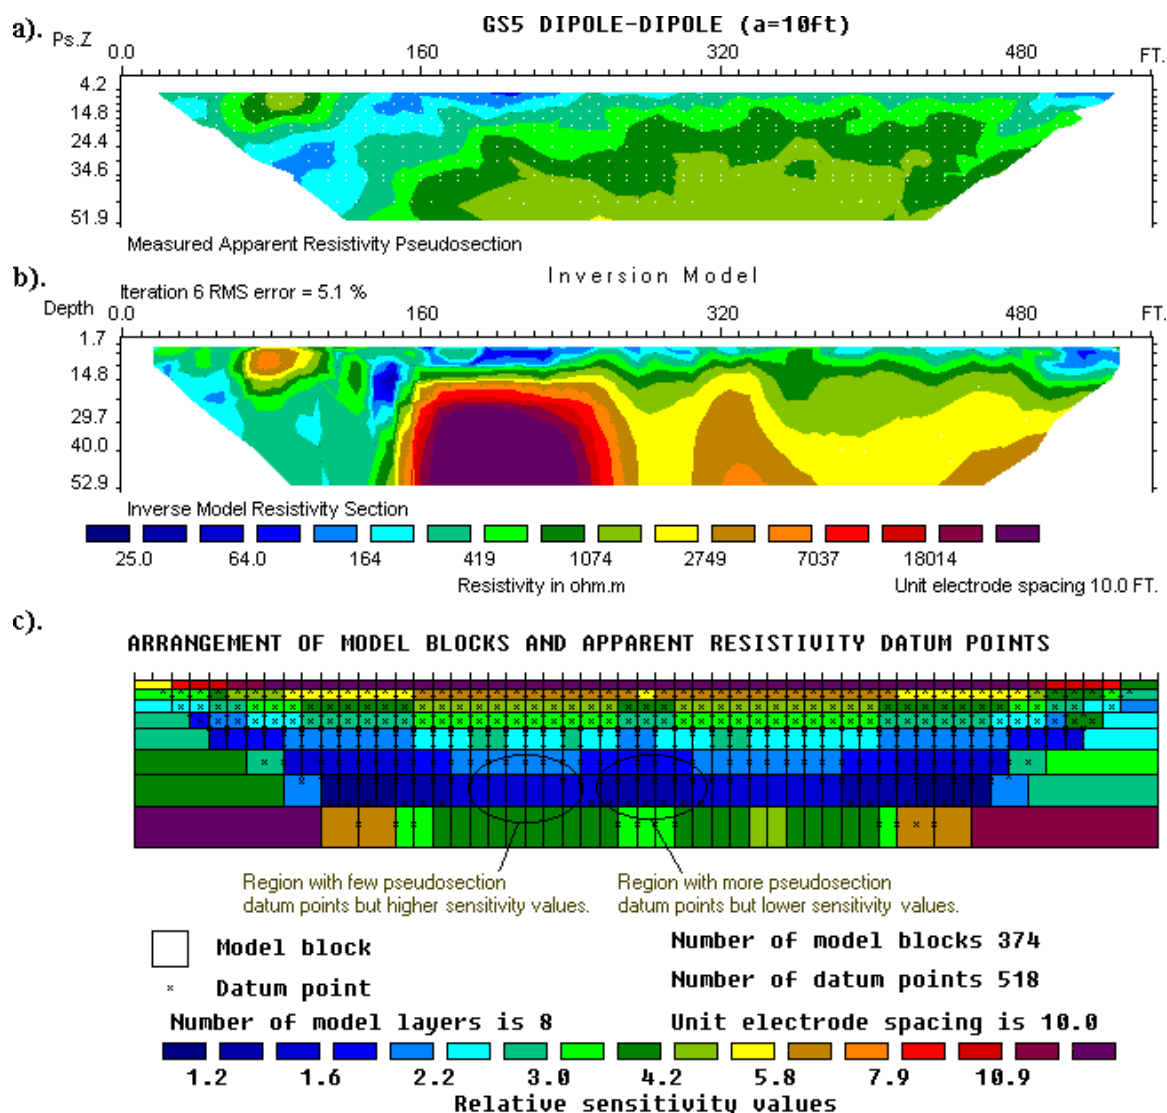 a).
GS5 DIPOLE-DIPOLE (a=10ft)
Ps.Z
0.0 160 320 480 FT.
4.2
14.8
24.4
34.6
51.9
Measured Apparent Resistivity Pseudosection
b).
Inversion Model
Iteration 6 RMS error = 5.1 %
Depth
0.0 160 320 480 FT.
1.7
14.8
29.7
40.0
52.9
Inverse Model Resistivity Section
25.0 64.0 164 419 1074 2749 7037 18014
Resistivity in ohm.m
Unit electrode spacing 10.0 FT.
c).
ARRANGEMENT OF MODEL BLOCKS AND APPARENT RESISTIVITY DATUM POINTS
Region with few pseudosection
datum points but higher sensitivity values.
Region with more pseudosection
datum points but lower sensitivity values.
Model block
Number of model blocks 374
Datum point
Number of datum points 518
Number of model layers is 8
Unit electrode spacing is 10.0
1.2 1.6 2.2 3.0 4.2 5.8 7.9 10.9
Relative sensitivity values